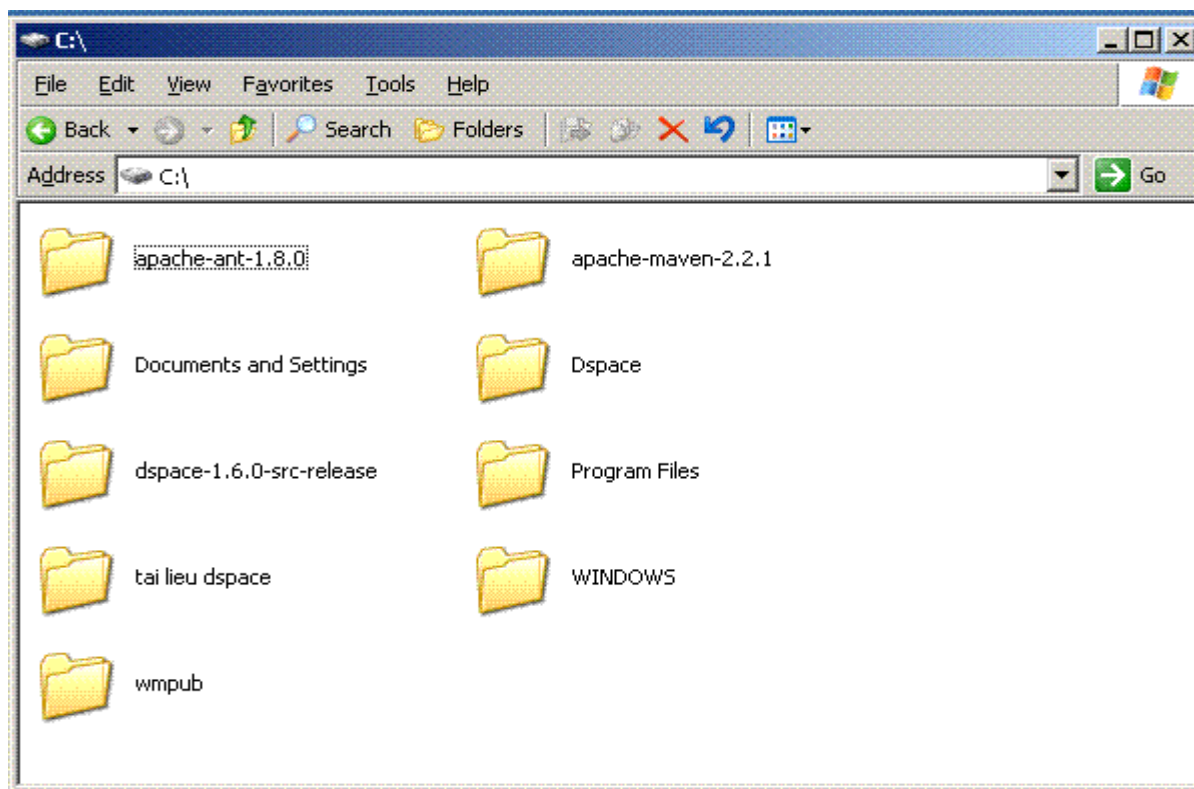 C:\
File Edit View Favorites Tools Help
Back Search Folders
Address C:\ Go
apache-ant-1.8.0 apache-maven-2.2.1
Documents and Settings Dspace
dspace-1.6.0-src-release Program Files
tai lieu dspace WINDOWS
wmpub